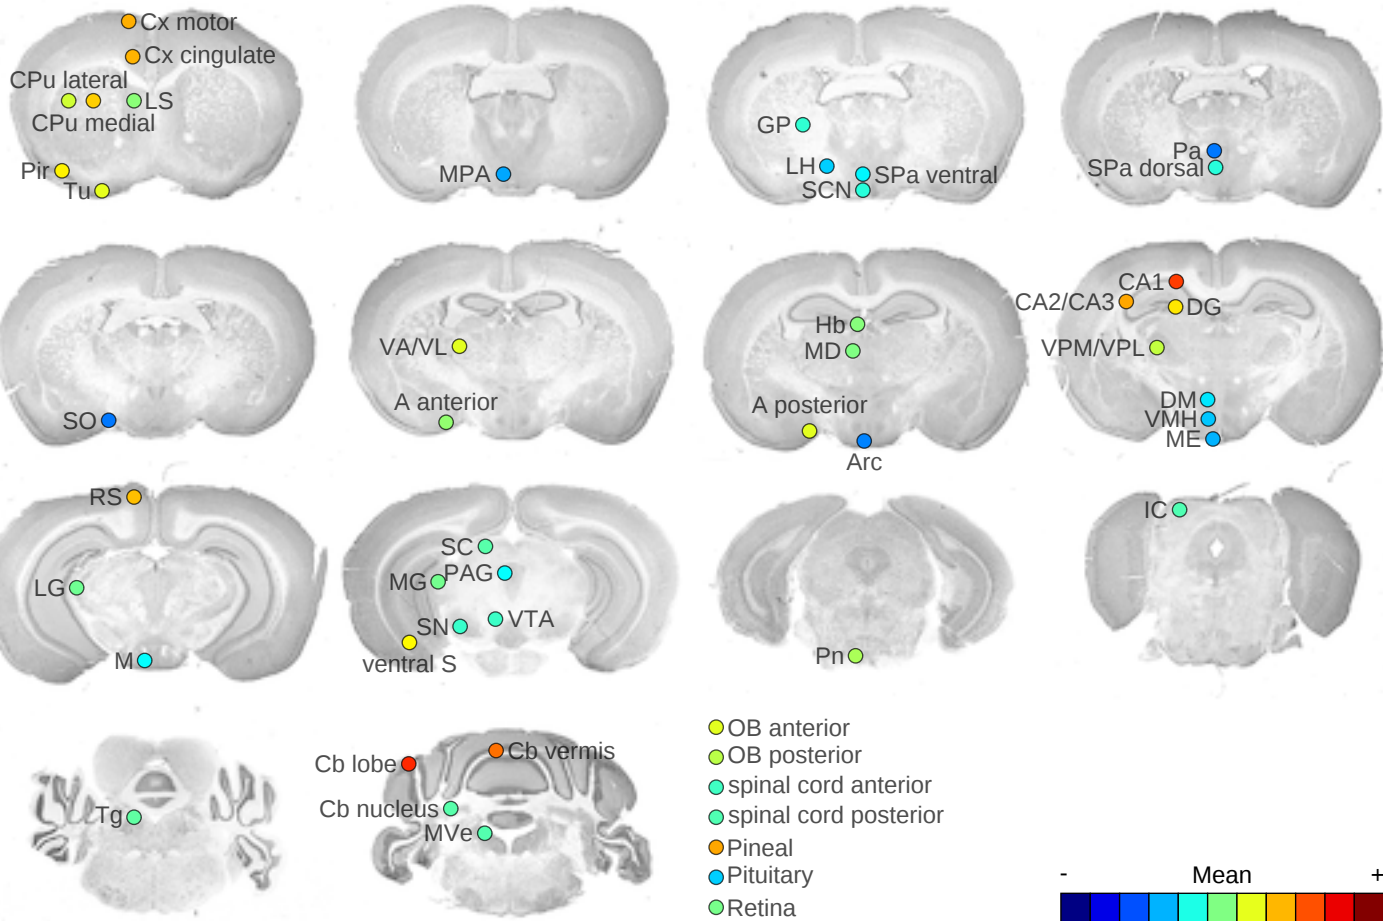 Cx motor
Cx cingulate
CPu lateral
LS
CPu medial
Pir
Tu
MPA
GP
LH
SPa ventral
SCN
Pa
SPa dorsal
SO
VA/VL
A anterior
Hb
MD
A posterior
Arc
CA1
CA2/CA3
DG
VPM/VPL
DM
VMH
ME
RS
LG
M
SC
MG
PAG
SN
VTA
ventral S
Pn
IC
Tg
Cb lobe
Cb vermis
Cb nucleus
MVe
OB anterior
OB posterior
spinal cord anterior
spinal cord posterior
Pineal
Pituitary
Retina
- Mean +